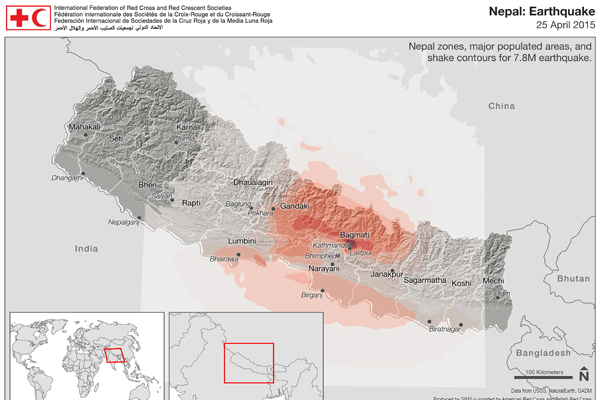 International Federation of Red Cross and Red Crescent Societies
Fédération internationale des Sociétés de la Croix-Rouge et du Croissant-Rouge
Federación Internacional de Sociedades de la Cruz Roja y de la Media Luna Roja
الاتحاد الدولي لجمعيات الصليب الأحمر والهلال الأحمر
Nepal: Earthquake
25 April 2015
Nepal zones, major populated areas, and
shake contours for 7.8M earthquake.
China
Mahakali
Seti
Karnali
Dhangarhi
Bheri
Dhaualagiri
Rapti
Baglung
Pokhara
Gandaki
Nepalganj
Bagmati
Kathmandu
Lalitpur
India
Lumbini
Bhairawa
Bhimphedi
Narayani
Janakpur
Sagarmatha
Koshi
Mechi
Birganj
Bhutan
Biratnagar
Bangladesh
100 Kilometers
N
Data from USGS, NaturalEarth, GADM
Produced by SIMS supported by American Red Cross and British Red Cross